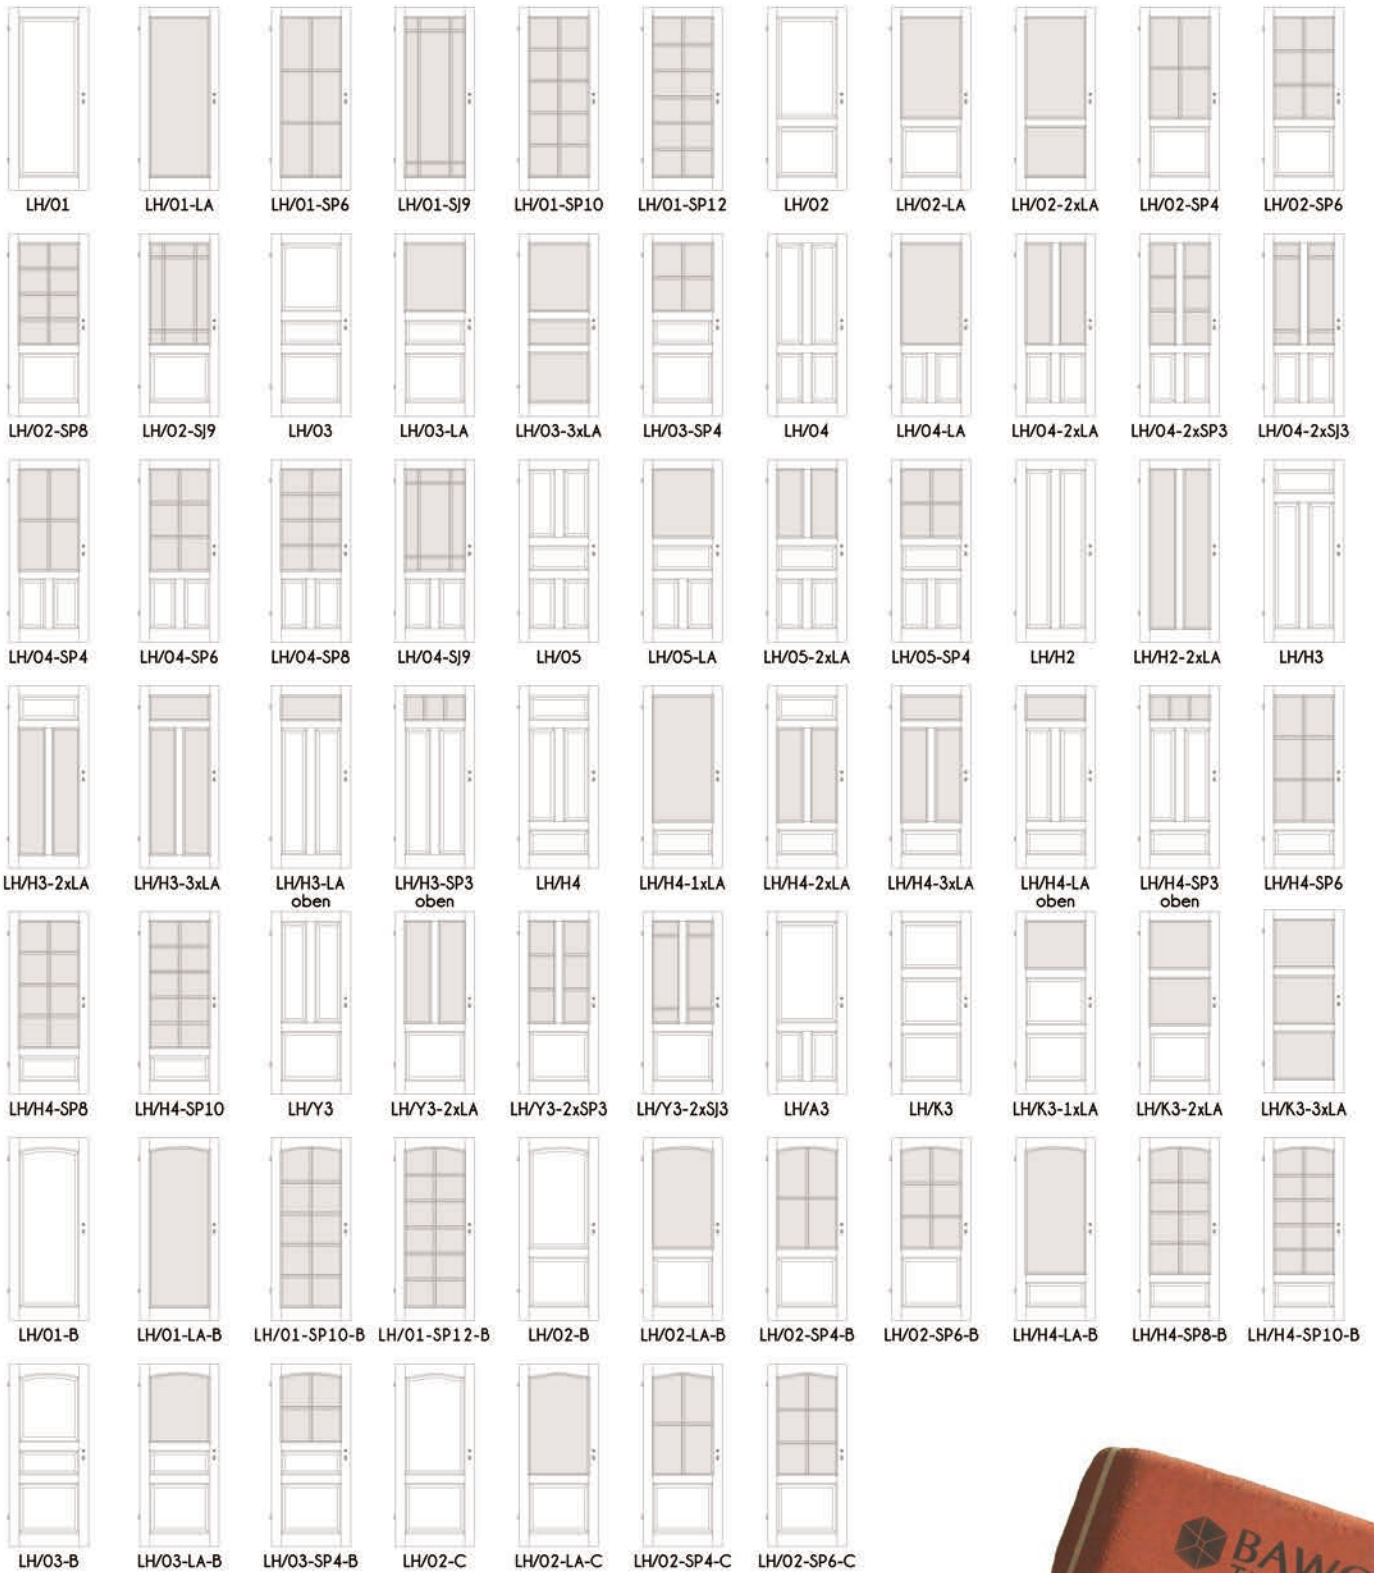 LH/01 LH/01-LA LH/01-SP6 LH/01-SJ9 LH/01-SP10 LH/01-SP12 LH/02 LH/02-LA LH/02-2xLA LH/02-SP4 LH/02-SP6
LH/02-SP8 LH/02-SJ9 LH/03 LH/03-LA LH/03-3xLA LH/03-SP4 LH/04 LH/04-LA LH/04-2xLA LH/04-2xSP3 LH/04-2xSJ3
LH/04-SP4 LH/04-SP6 LH/04-SP8 LH/04-SJ9 LH/05 LH/05-LA LH/05-2xLA LH/05-SP4 LH/H2 LH/H2-2xLA LH/H3
LH/H3-2xLA LH/H3-3xLA LH/H3-LA LH/H3-SP3 LH/H4 LH/H4-1xLA LH/H4-2xLA LH/H4-3xLA LH/H4-LA LH/H4-SP3 LH/H4-SP6
oben oben oben oben
LH/H4-SP8 LH/H4-SP10 LH/Y3 LH/Y3-2xLA LH/Y3-2xSP3 LH/Y3-2xSJ3 LH/A3 LH/K3 LH/K3-1xLA LH/K3-2xLA LH/K3-3xLA
LH/01-B LH/01-LA-B LH/01-SP10-B LH/01-SP12-B LH/02-B LH/02-LA-B LH/02-SP4-B LH/02-SP6-B LH/H4-LA-B LH/H4-SP8-B LH/H4-SP10-B
LH/03-B LH/03-LA-B LH/03-SP4-B LH/02-C LH/02-LA-C LH/02-SP4-C LH/02-SP6-C